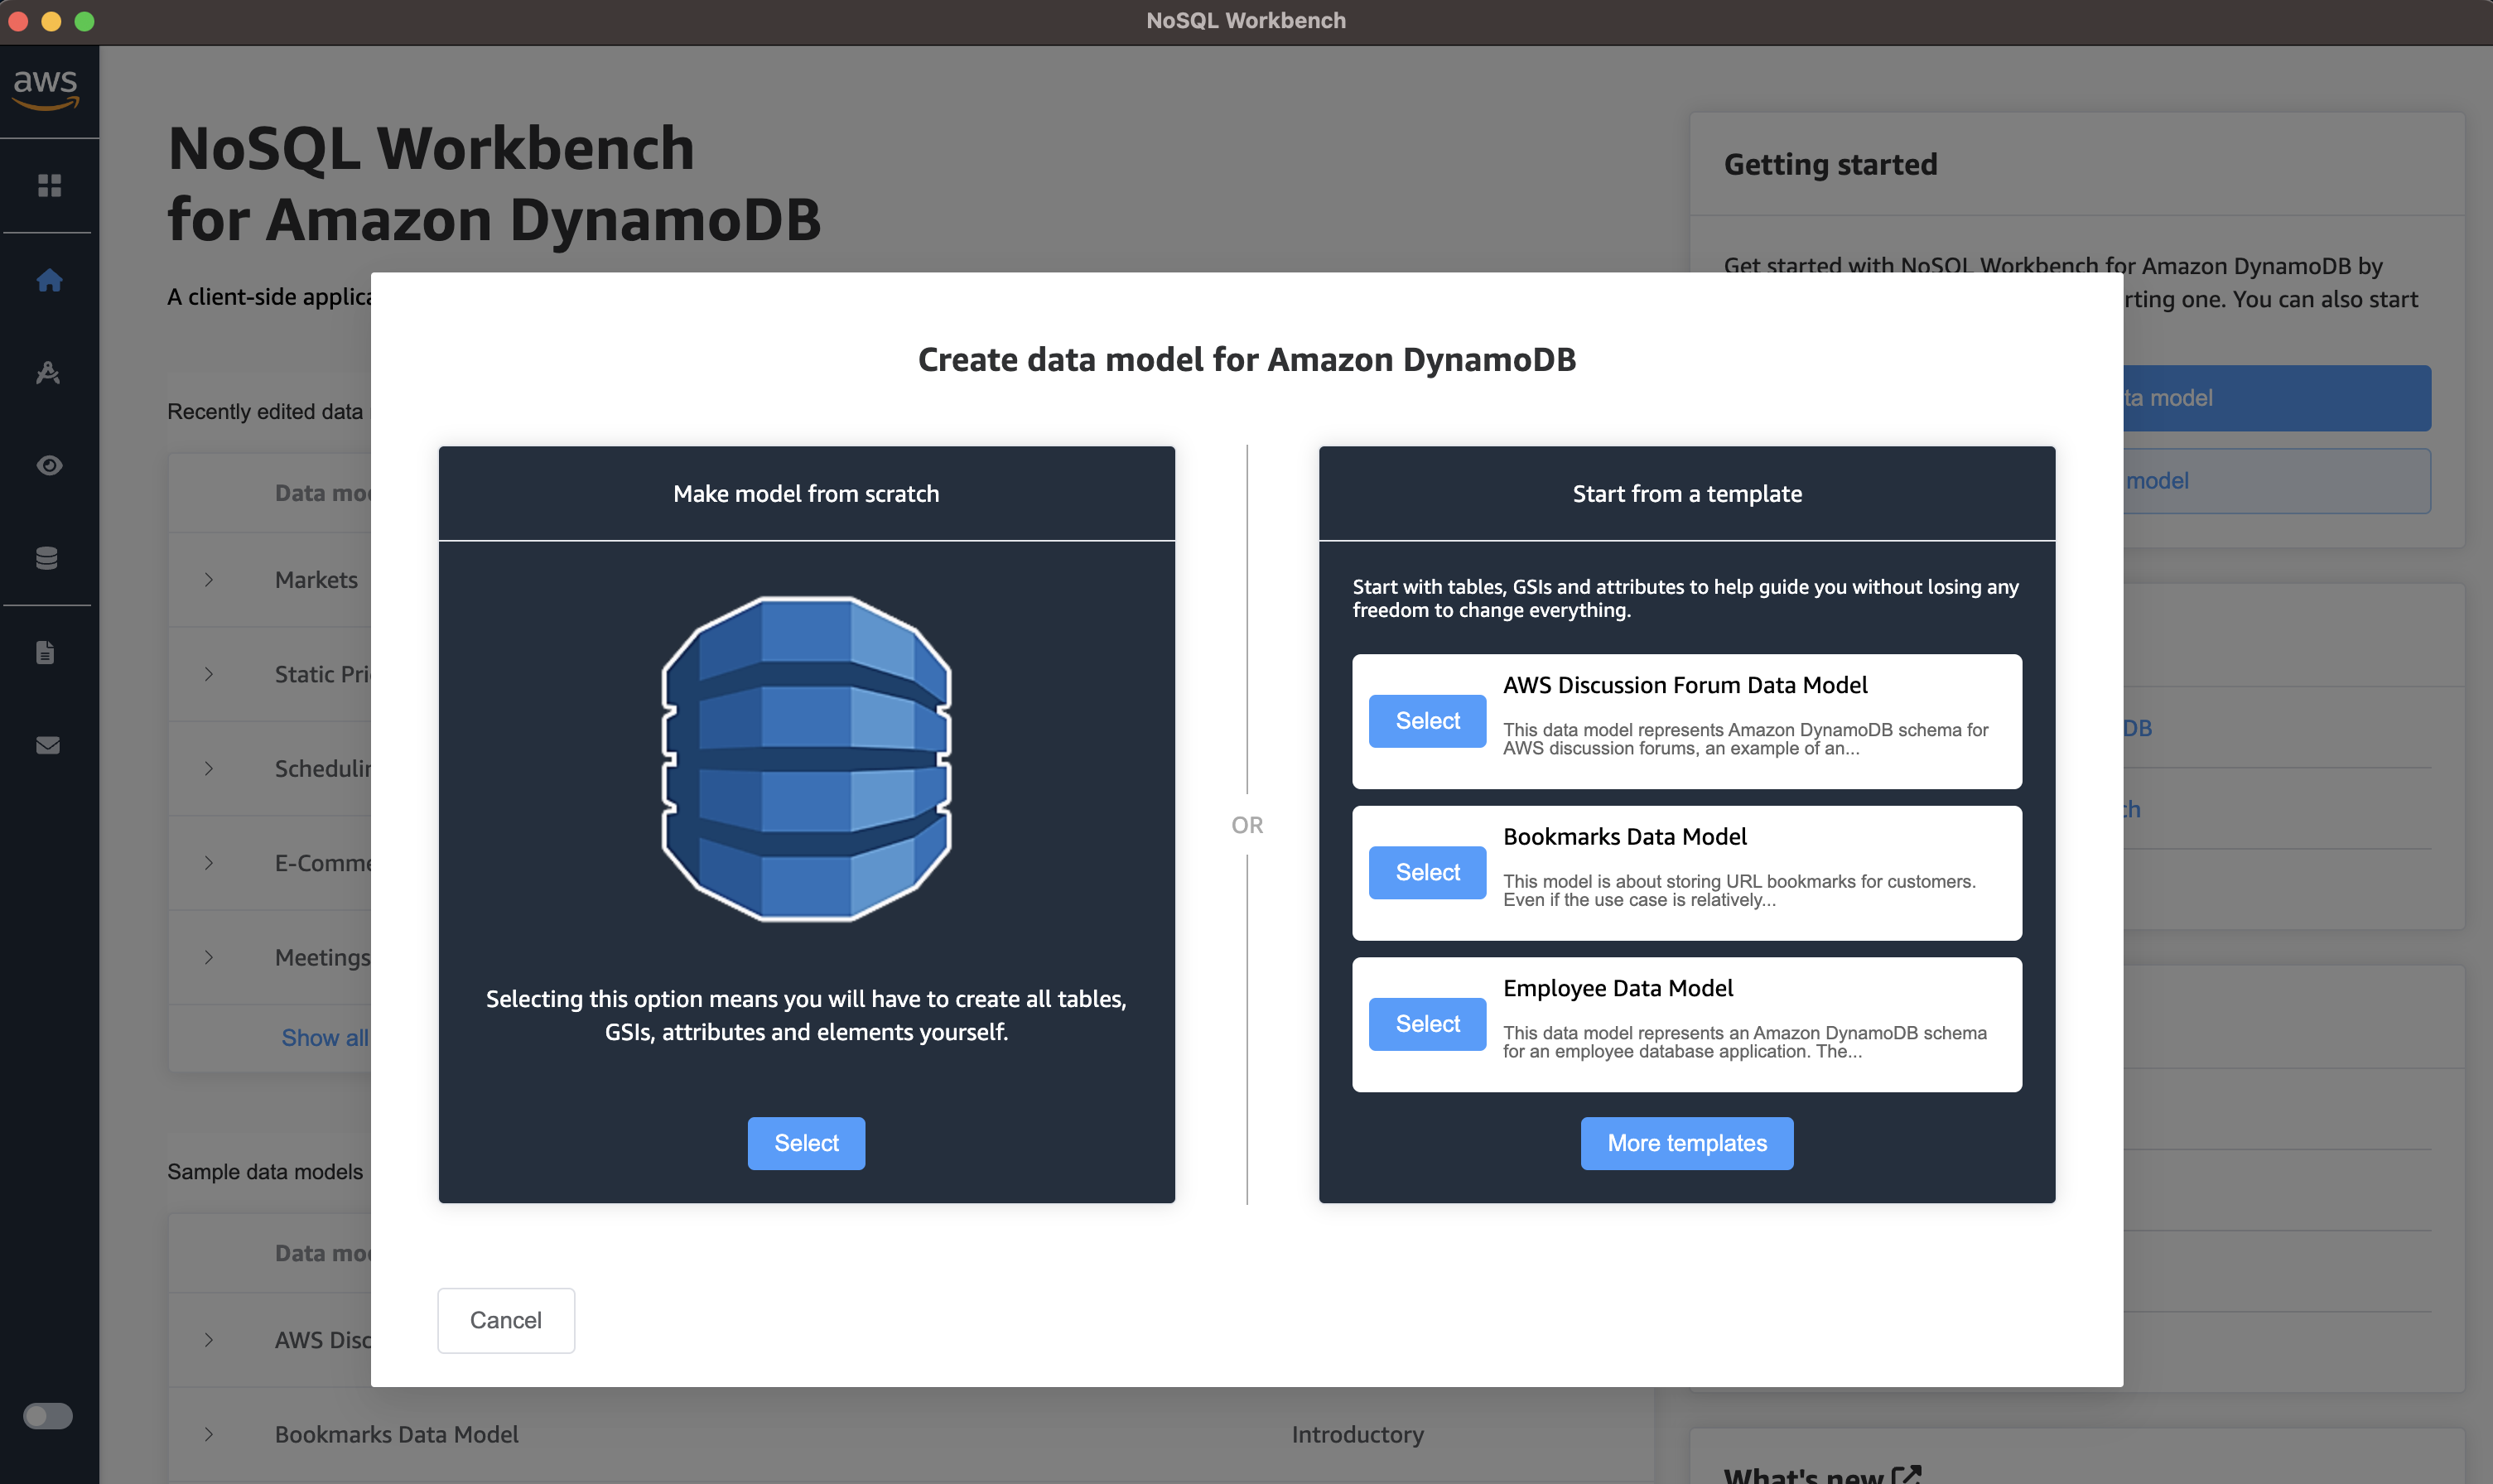 NoSQL Workbench
aws
NoSQL Workbench
for Amazon DynamoDB
A client-side applica
Recently edited data
Data mod
Markets
Static Pri
Schedulin
E-Comme
Meetings
Show all
Sample data models
Data mod
AWS Disc
Bookmarks Data Model
Introductory
Getting started
Get started with NoSQL Workbench for Amazon DynamoDB by
rting one. You can also start
ta model
model
DB
ch
What's new
Create data model for Amazon DynamoDB
Make model from scratch
Selecting this option means you will have to create all tables,
GSIs, attributes and elements yourself.
Select
OR
Start from a template
Start with tables, GSIs and attributes to help guide you without losing any
freedom to change everything.
Select
AWS Discussion Forum Data Model
This data model represents Amazon DynamoDB schema for
AWS discussion forums, an example of an...
Select
Bookmarks Data Model
This model is about storing URL bookmarks for customers.
Even if the use case is relatively...
Select
Employee Data Model
This data model represents an Amazon DynamoDB schema
for an employee database application. The...
More templates
Cancel